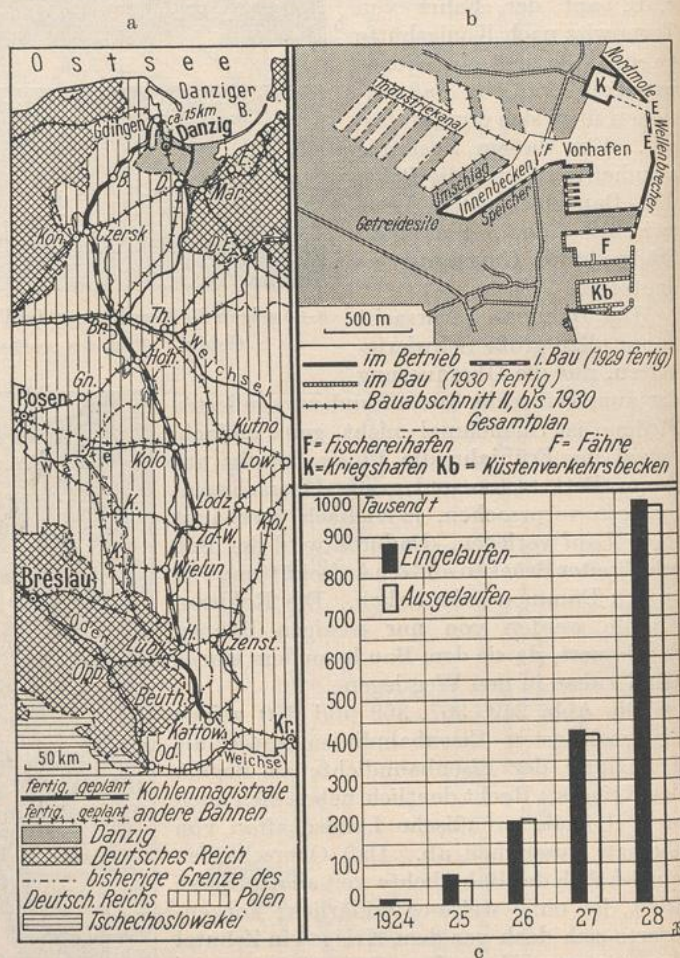 a
b
O s t s e e
Danziger
B.
ca. 15km
Gdingen
Danzig
E.
B.
D.
Mar.
Kon.
Czersk
D.E.
Br.
Th.
Weichsel
Hoh.
Gn.
Posen
Kutno
W a r t h e
Kolo
Low.
K.
Lodz
Kol.
Zd-W.
K.
Wjelun
Breslau
Oder
H.
Lubl.
Czenst.
Opp.
Beuth.
Kattow.
Kr.
Od.
Weichsel
50 km
fertig, geplant Kohlenmagistrale
fertig, geplant andere Bahnen
Danzig
Deutsches Reich
bisherige Grenze des
Deutsch. Reichs Polen
Tschechoslowakei
Nordmole
K
E
E
Wellenbrecher
Industriekanal
F
Vorhafen
Umschlag
Innenbecken I
Speicher
Getreidesilo
F
Kb
500 m
im Betrieb i. Bau (1929 fertig)
im Bau (1930 fertig)
Bauabschnitt II, bis 1930
Gesamtplan
F = Fischereihafen F = Fähre
K = Kriegshafen Kb = Küstenverkehrsbecken
1000 Tausend t
900
800
700
600
500
400
300
200
100
0
Eingelaufen
Ausgelaufen
1924 25 26 27 28
c